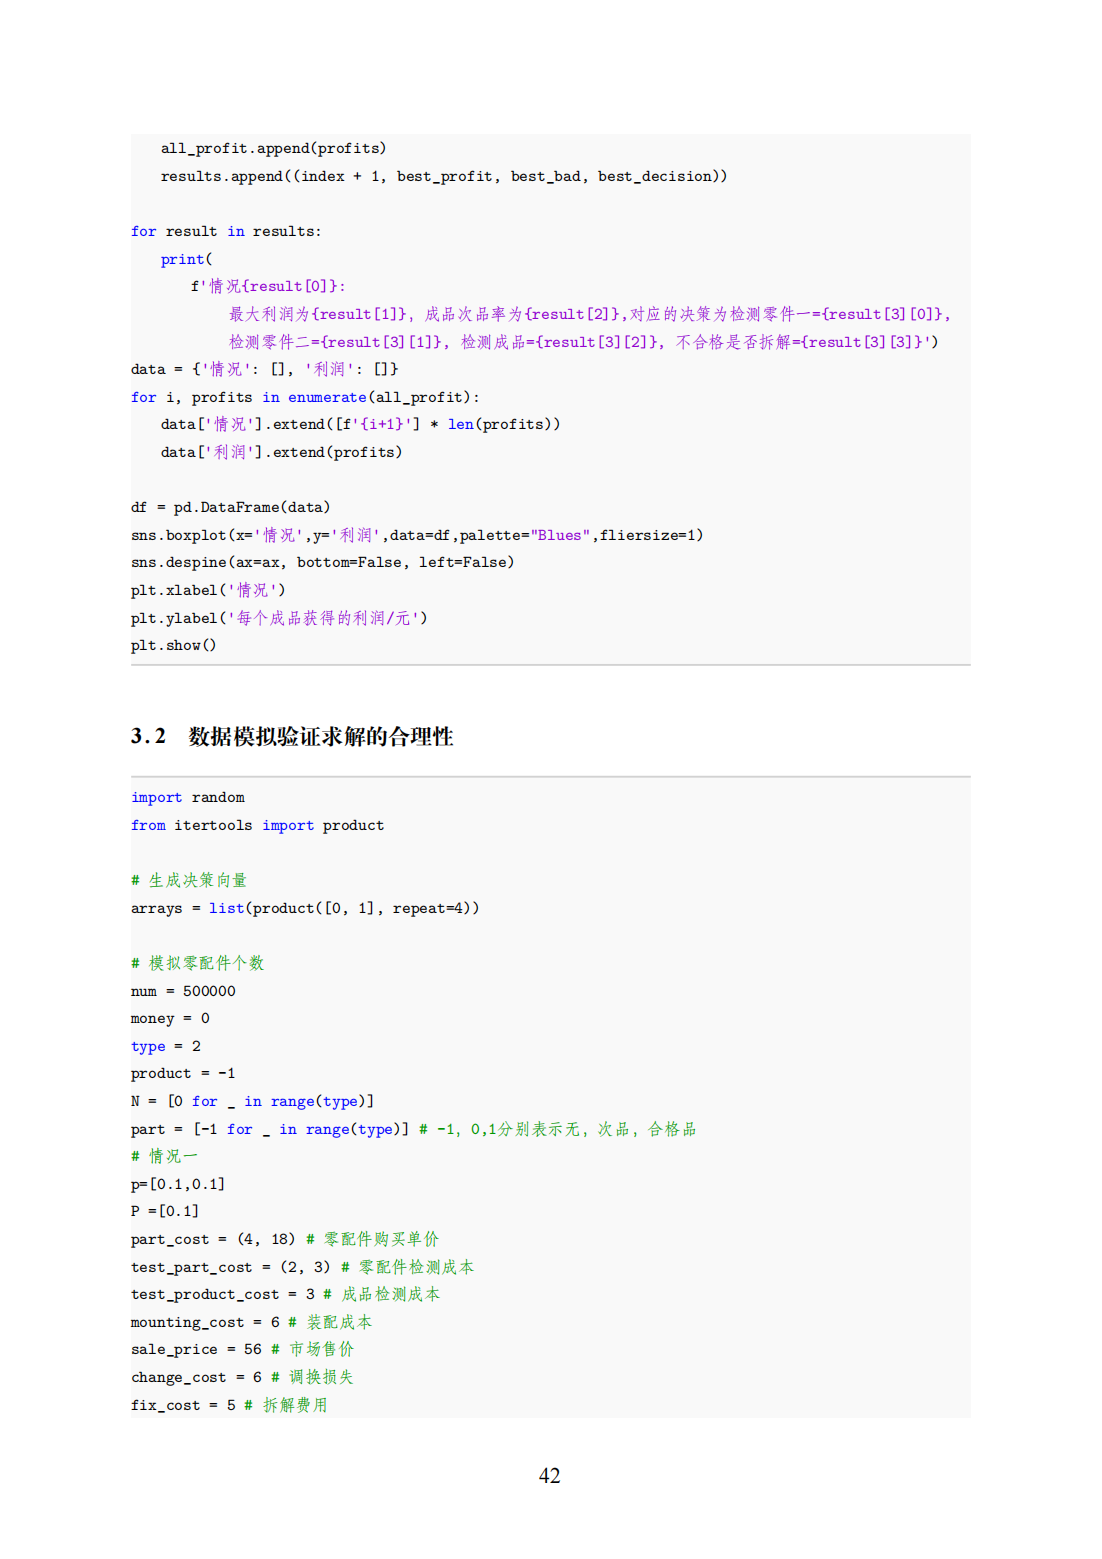 all_profit.append(profits)
results.append((index + 1, best_profit, best_bad, best_decision))
for result in results:
print(
f'情况{result[0]}:
最大利润为{result[1]}, 成品次品率为{result[2]},对应的决策为检测零件一={result[3][0]},
检测零件二={result[3][1]}, 检测成品={result[3][2]}, 不合格是否拆解={result[3][3]}')
data = {'情况': [], '利润': []}
for i, profits in enumerate(all_profit):
data['情况'].extend([f'{i+1}'] * len(profits))
data['利润'].extend(profits)
df = pd.DataFrame(data)
sns.boxplot(x='情况',y='利润',data=df,palette="Blues",fliersize=1)
sns.despine(ax=ax, bottom=False, left=False)
plt.xlabel('情况')
plt.ylabel('每个成品获得的利润/元')
plt.show()
3.2 数据模拟验证求解的合理性
import random
from itertools import product
# 生成决策向量
arrays = list(product([0, 1], repeat=4))
# 模拟零配件个数
num = 500000
money = 0
type = 2
product = -1
N = [0 for _ in range(type)]
part = [-1 for _ in range(type)] # -1, 0,1分别表示无, 次品, 合格品
# 情况一
p=[0.1,0.1]
P =[0.1]
part_cost = (4, 18) # 零配件购买单价
test_part_cost = (2, 3) # 零配件检测成本
test_product_cost = 3 # 成品检测成本
mounting_cost = 6 # 装配成本
sale_price = 56 # 市场售价
change_cost = 6 # 调换损失
fix_cost = 5 # 拆解费用
42